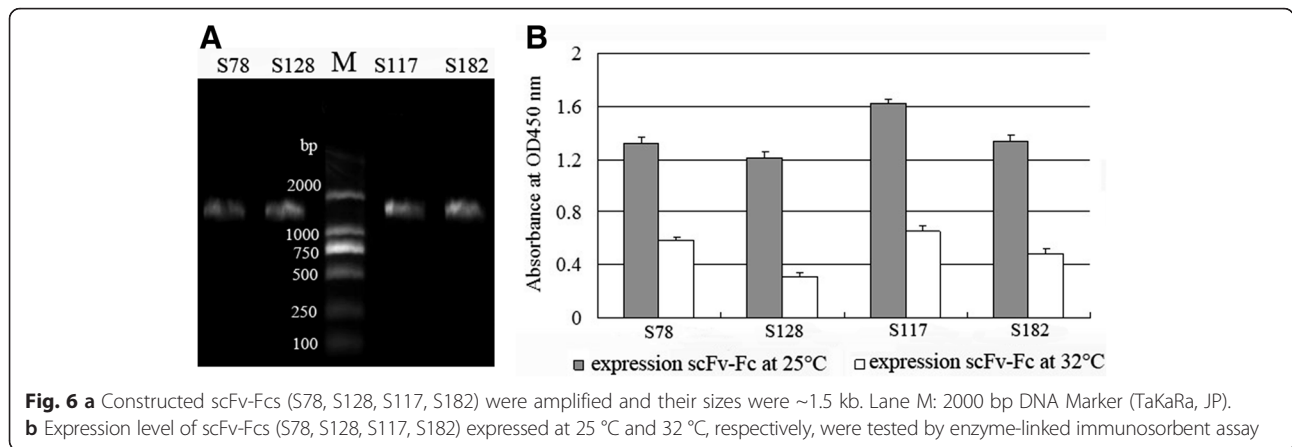 A
S78 S128 M S117 S182
bp
2000
1000
750
500
250
100
B
Absorbance at OD450 nm
2
1.6
1.2
0.8
0.4
0
S78 S128 S117 S182
expression scFv-Fc at 25°C expression scFv-Fc at 32°C
Fig. 6 a Constructed scFv-Fcs (S78, S128, S117, S182) were amplified and their sizes were ~1.5 kb. Lane M: 2000 bp DNA Marker (TaKaRa, JP).
b Expression level of scFv-Fcs (S78, S128, S117, S182) expressed at 25 °C and 32 °C, respectively, were tested by enzyme-linked immunosorbent assay